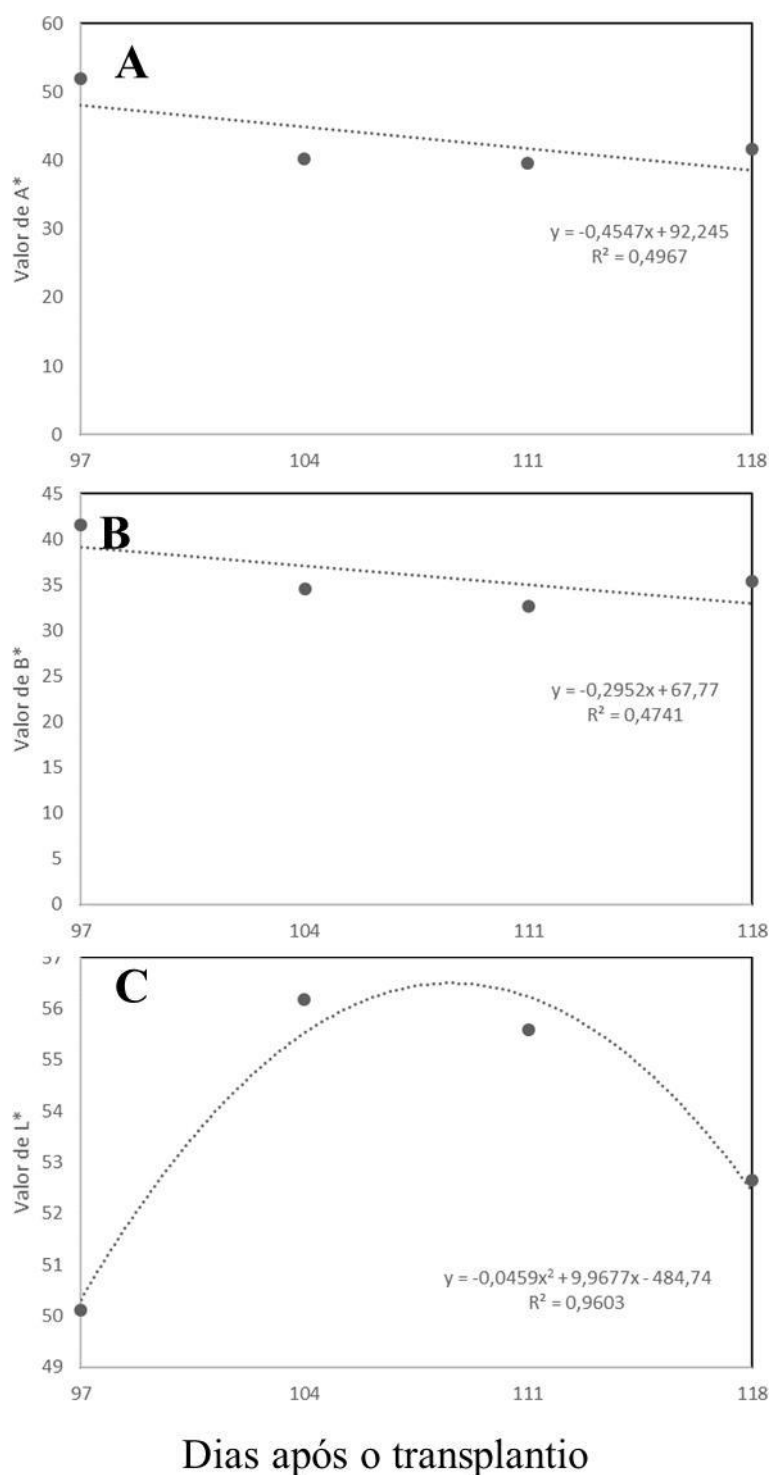 A
60
50
40
30
20
10
0
Valor de A*
y = -0,4547x + 92,245
R² = 0,4967
97 104 111 118
B
45
40
35
30
25
20
15
10
5
0
Valor de B*
y = -0,2952x + 67,77
R² = 0,4741
97 104 111 118
C
57
56
55
54
53
52
51
50
49
Valor de L*
y = -0,0459x² + 9,9677x - 484,74
R² = 0,9603
97 104 111 118
Dias após o transplantio